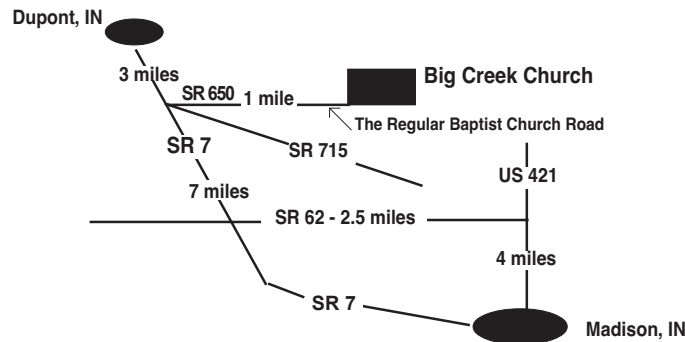 Dupont, IN
3 miles
Big Creek Church
SR 650
1 mile
The Regular Baptist Church Road
SR 7
SR 715
US 421
7 miles
SR 62 - 2.5 miles
4 miles
SR 7
Madison, IN